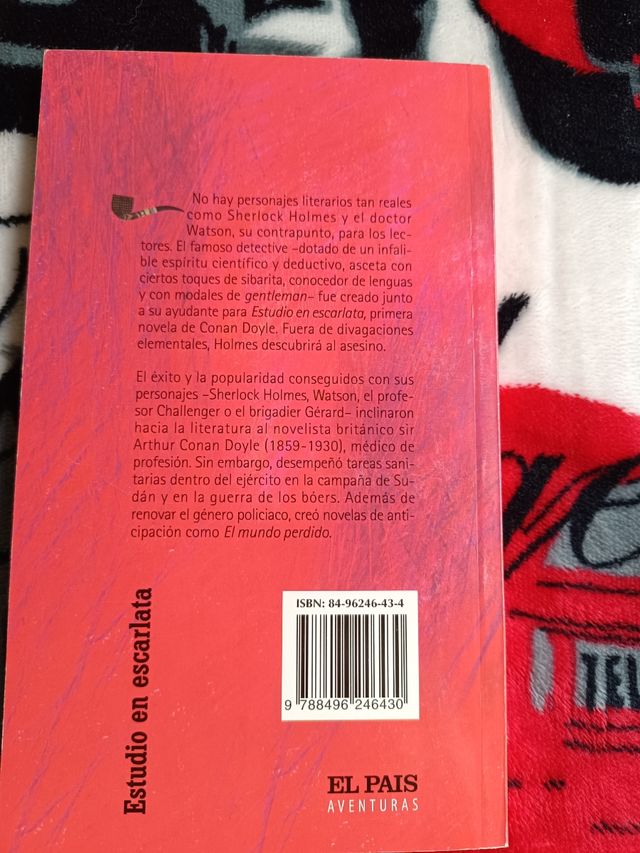 No hay personajes literarios tan reales
como Sherlock Holmes y el doctor
Watson, su contrapunto, para los lec-
tores. El famoso detective –dotado de un infali-
ble espíritu científico y deductivo, asceta con
ciertos toques de sibarita, conocedor de lenguas
y con modales de gentleman– fue creado junto
a su ayudante para Estudio en escarlata, primera
novela de Conan Doyle. Fuera de divagaciones
elementales, Holmes descubrirá al asesino.
El éxito y la popularidad conseguidos con sus
personajes –Sherlock Holmes, Watson, el profe-
sor Challenger o el brigadier Gérard– inclinaron
hacia la literatura al novelista británico sir
Arthur Conan Doyle (1859-1930), médico de
profesión. Sin embargo, desempeñó tareas sani-
tarias dentro del ejército en la campaña de Su-
dán y en la guerra de los bóers. Además de
renovar el género policiaco, creó novelas de anti-
cipación como El mundo perdido.
Estudio en escarlata
ISBN: 84-96246-43-4
9 788496 246430
EL PAIS
AVENTURAS
TEL